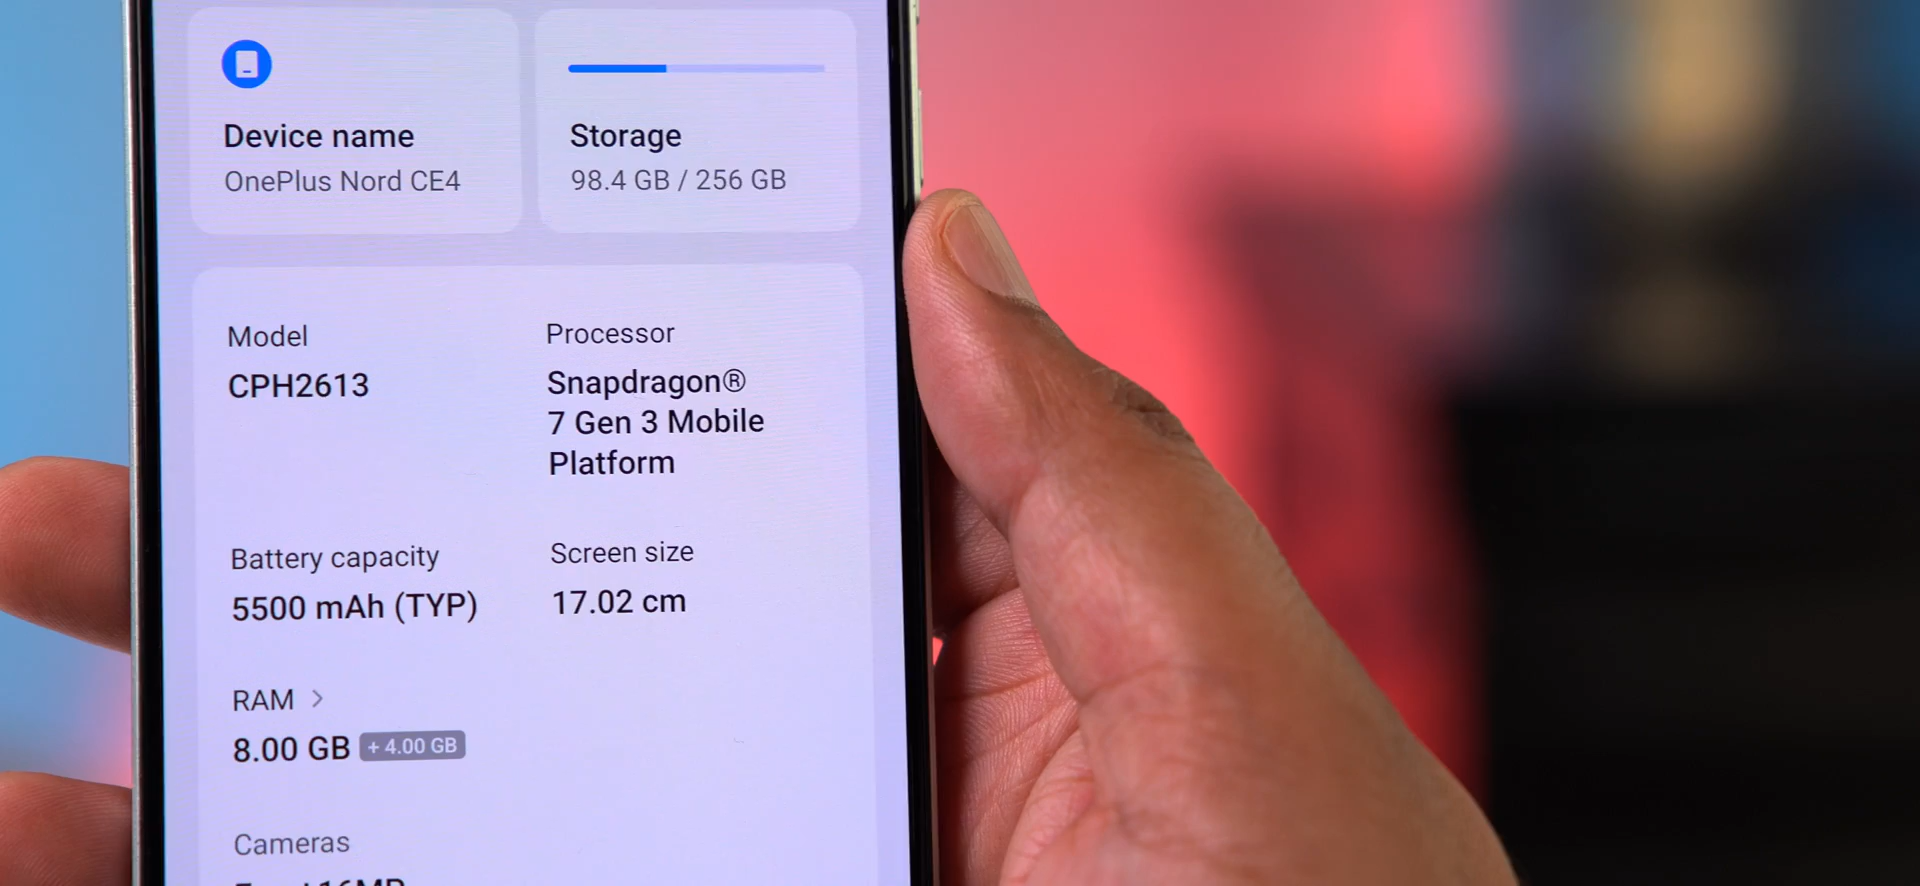 Device name
OnePlus Nord CE4
Storage
98.4 GB / 256 GB
Model
CPH2613
Processor
Snapdragon®
7 Gen 3 Mobile
Platform
Battery capacity
5500 mAh (TYP)
Screen size
17.02 cm
RAM >
8.00 GB + 4.00 GB
Cameras
16MP